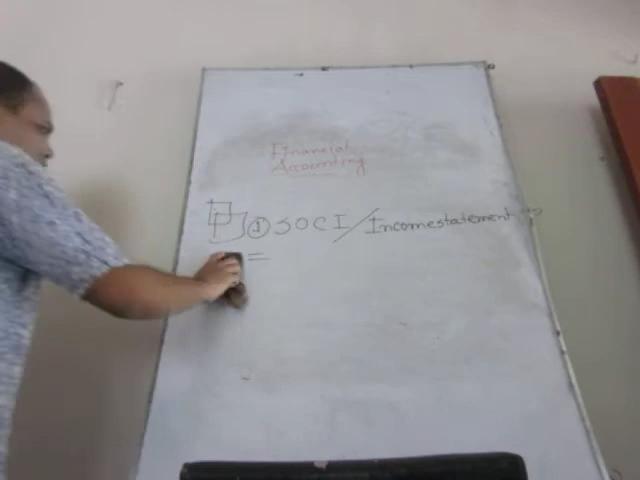 Financial
Accounting
① SOCI/Incomestatement
=